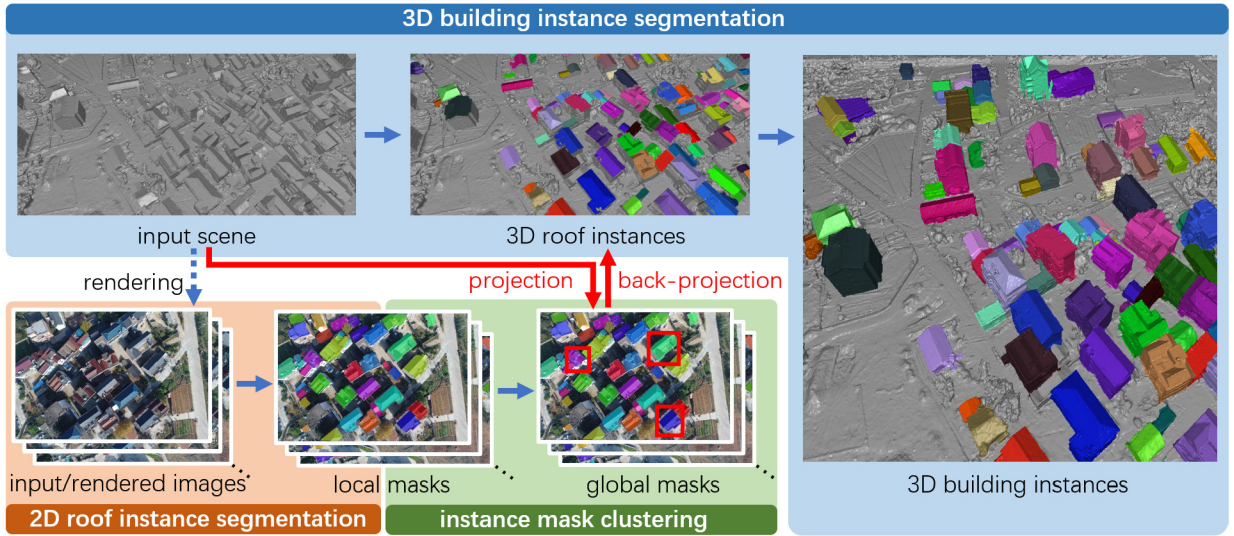 3D building instance segmentation
input scene
3D roof instances
rendering
projection
back-projection
input/rendered images
local masks
global masks
3D building instances
2D roof instance segmentation
instance mask clustering